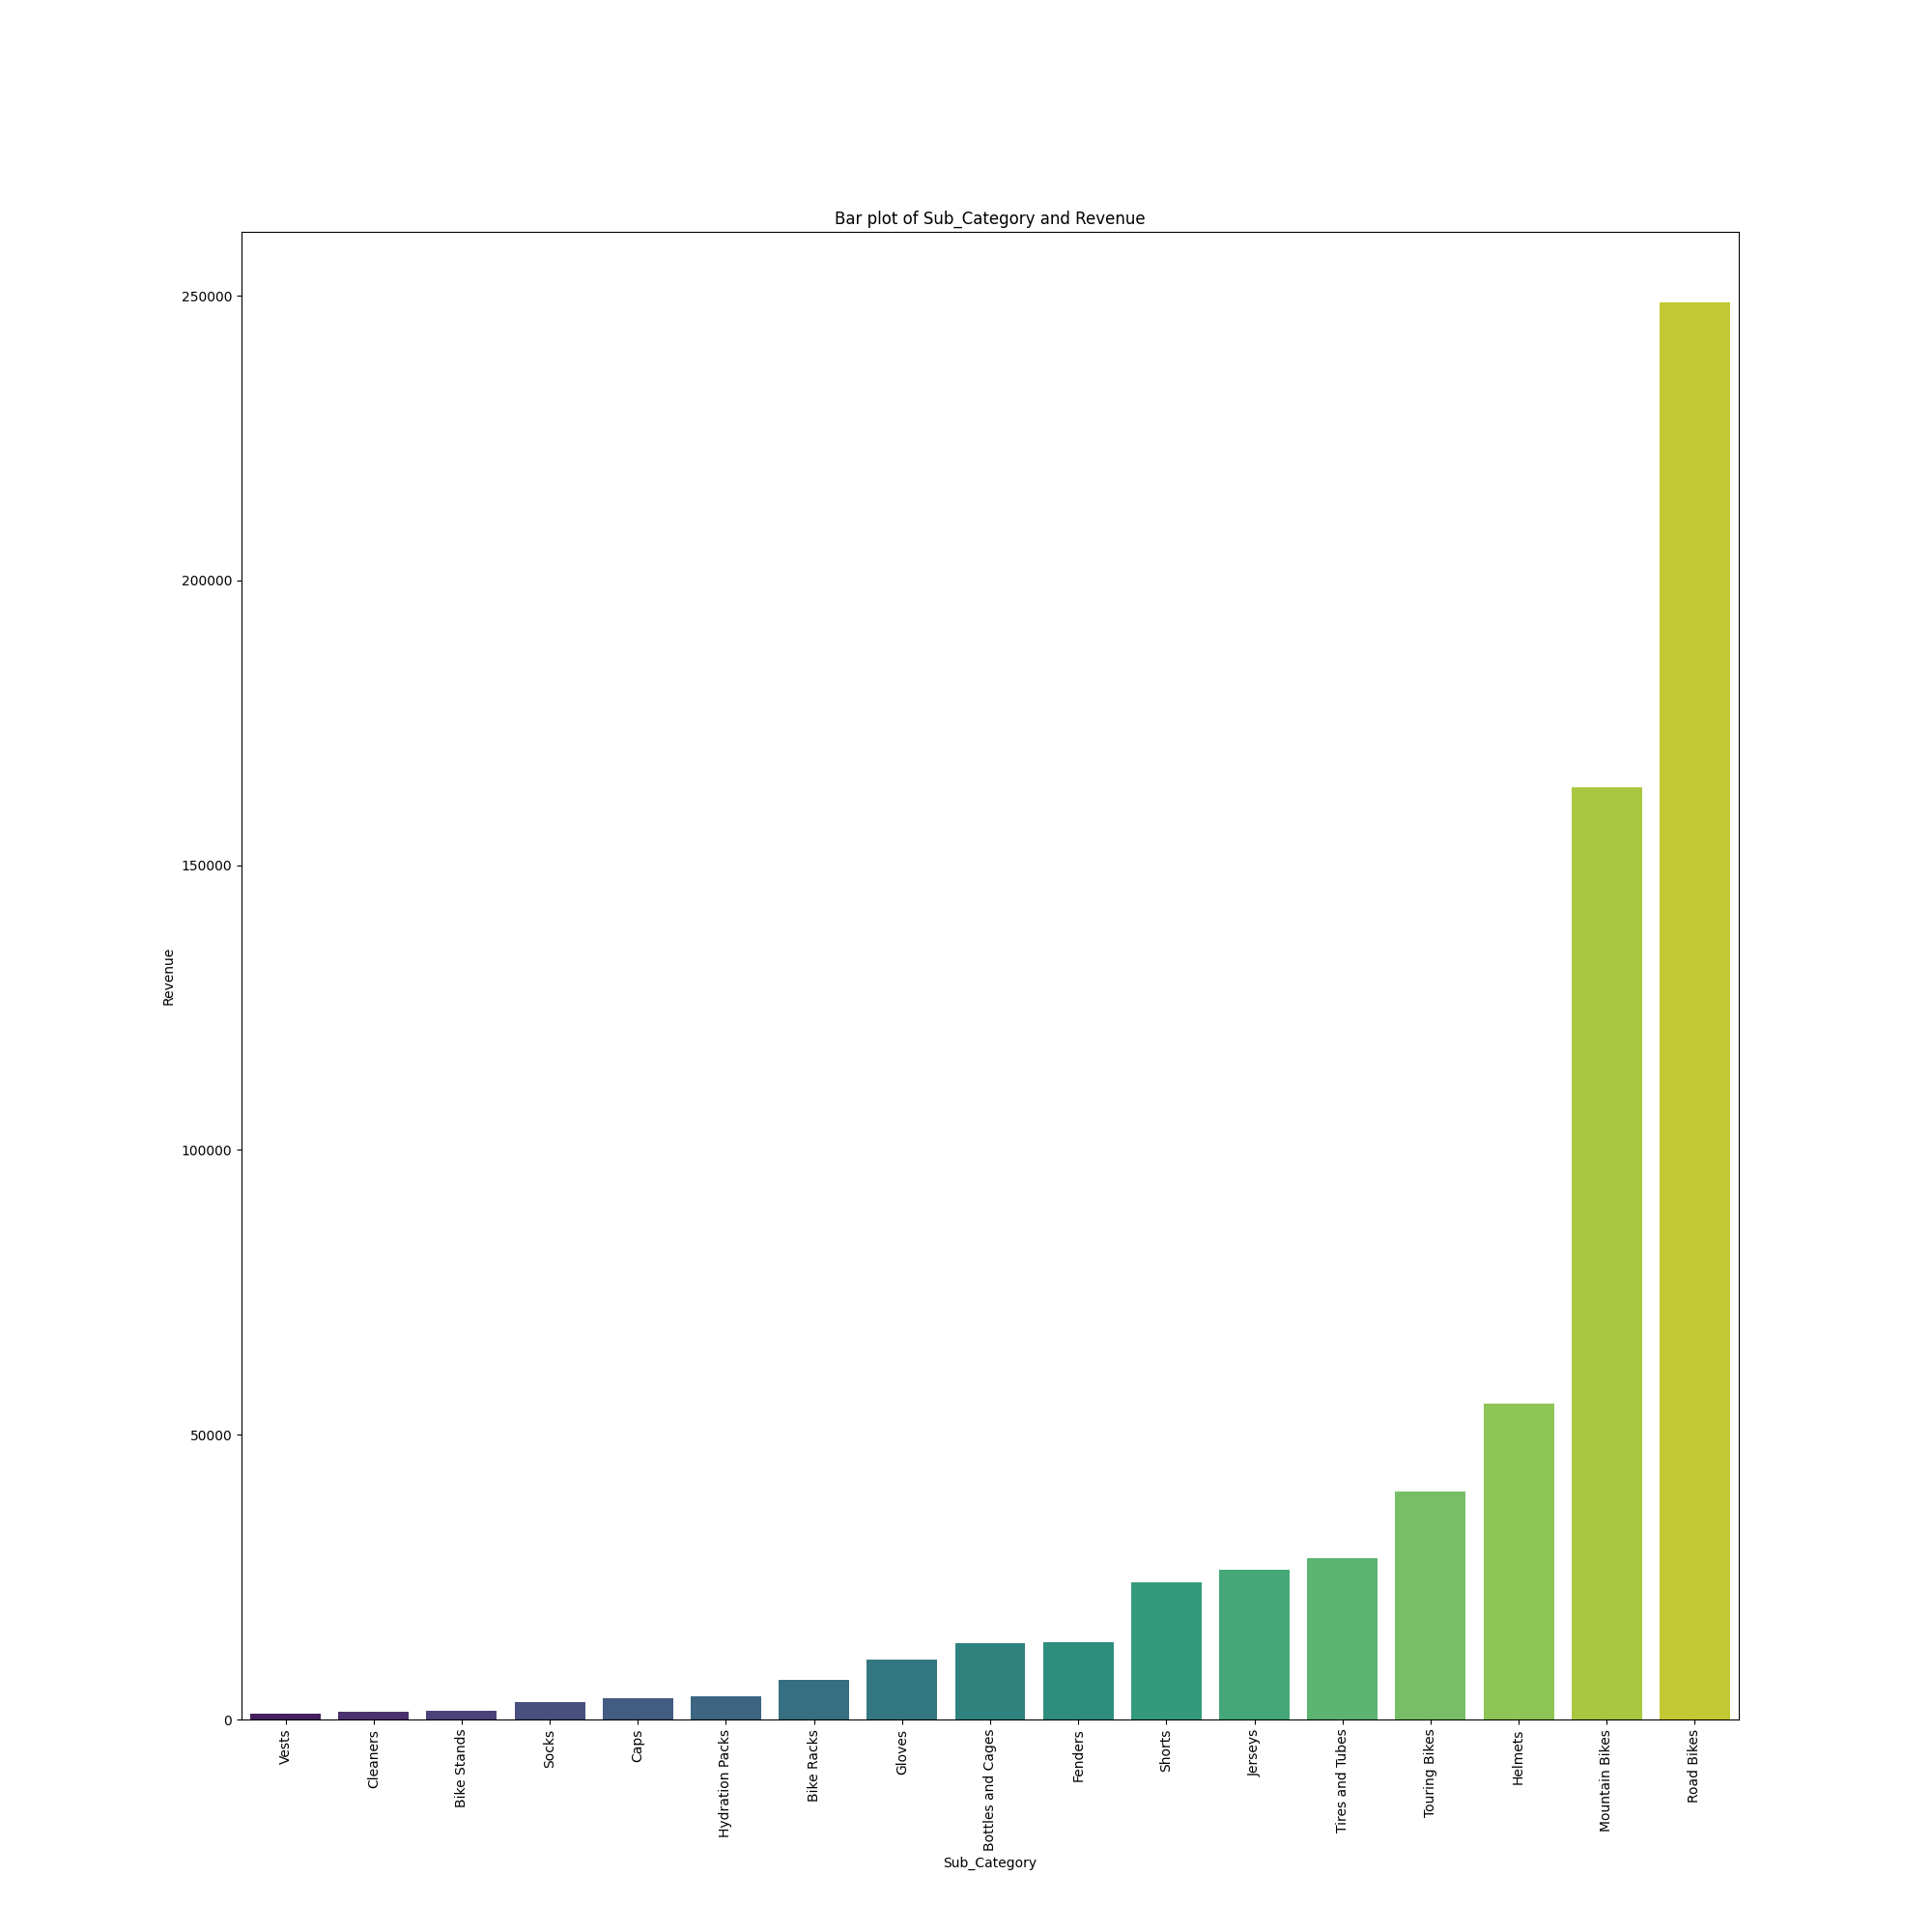 Bar plot of Sub_Category and Revenue
250000
200000
150000
100000
50000
0
Revenue
Vests
Cleaners
Bike Stands
Socks
Caps
Hydration Packs
Bike Racks
Gloves
Bottles and Cages
Fenders
Shorts
Jerseys
Tires and Tubes
Touring Bikes
Helmets
Mountain Bikes
Road Bikes
Sub_Category